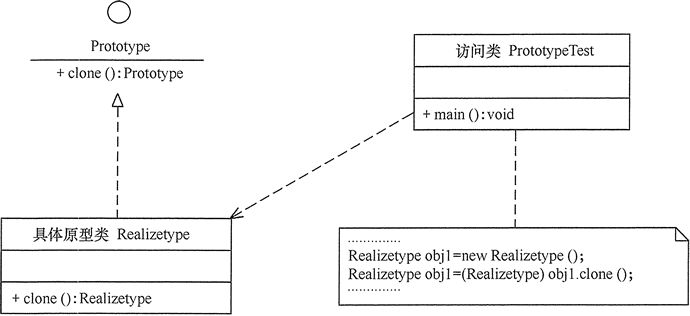 Prototype
+ clone ():Prototype
访问类 PrototypeTest
+ main ():void
具体原型类 Realizetype
+ clone ():Realizetype
..............
Realizetype obj1=new Realizetype ();
Realizetype obj1=(Realizetype) obj1.clone ();
..............